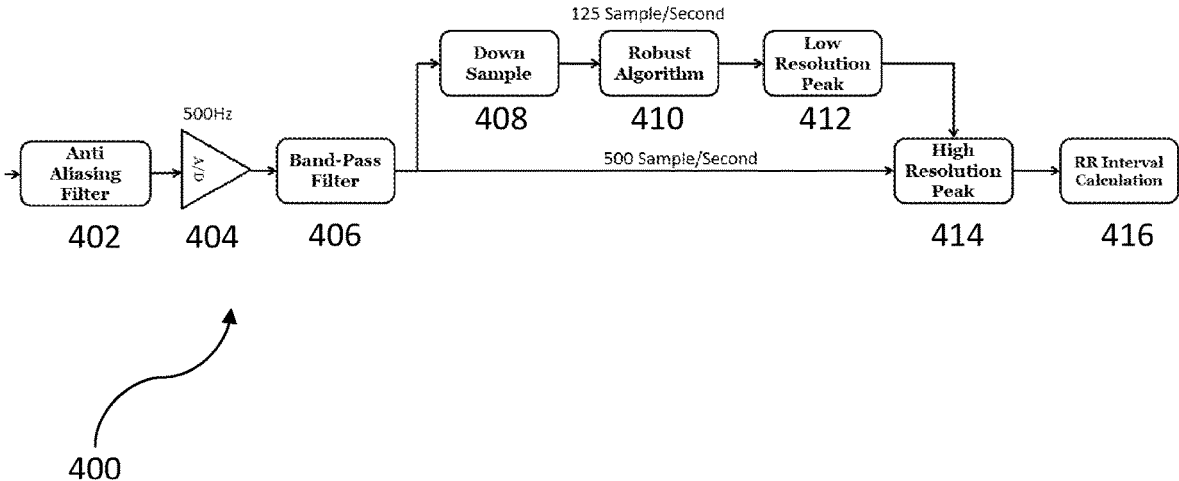 125 Sample/Second
Down
Sample
408
Robust
Algorithm
410
Low
Resolution
Peak
412
500Hz
Anti
Aliasing
Filter
402
A/D
404
Band-Pass
Filter
406
500 Sample/Second
High
Resolution
Peak
414
RR Interval
Calculation
416
400